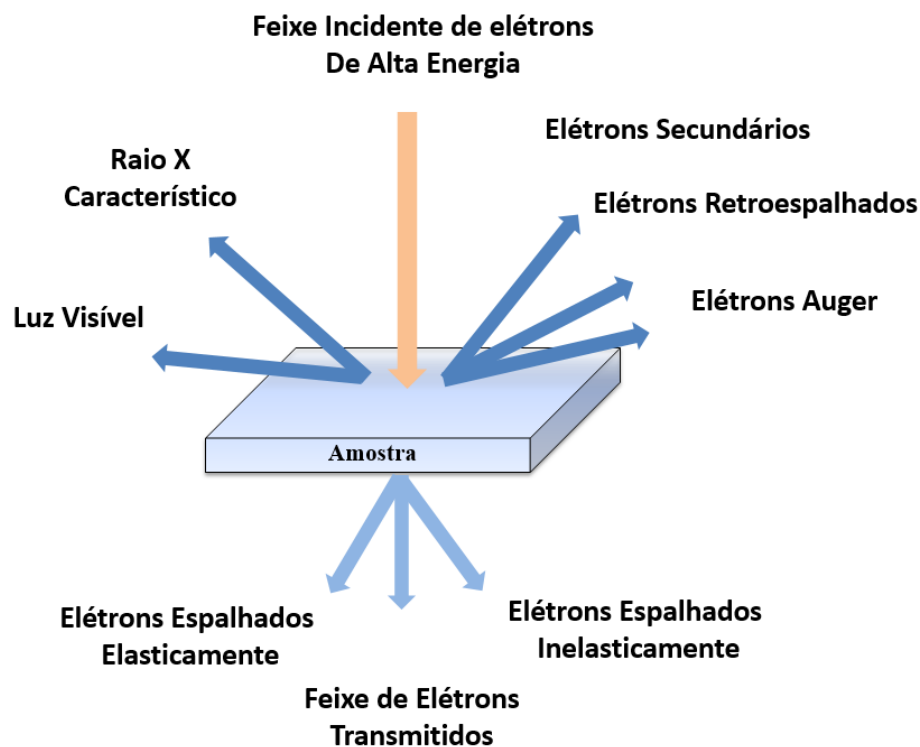 Feixe Incidente de elétrons
De Alta Energia
Elétrons Secundários
Raio X
Característico
Elétrons Retroespalhados
Luz Visível
Elétrons Auger
Amostra
Elétrons Espalhados
Elasticamente
Elétrons Espalhados
Inelasticamente
Feixe de Elétrons
Transmitidos